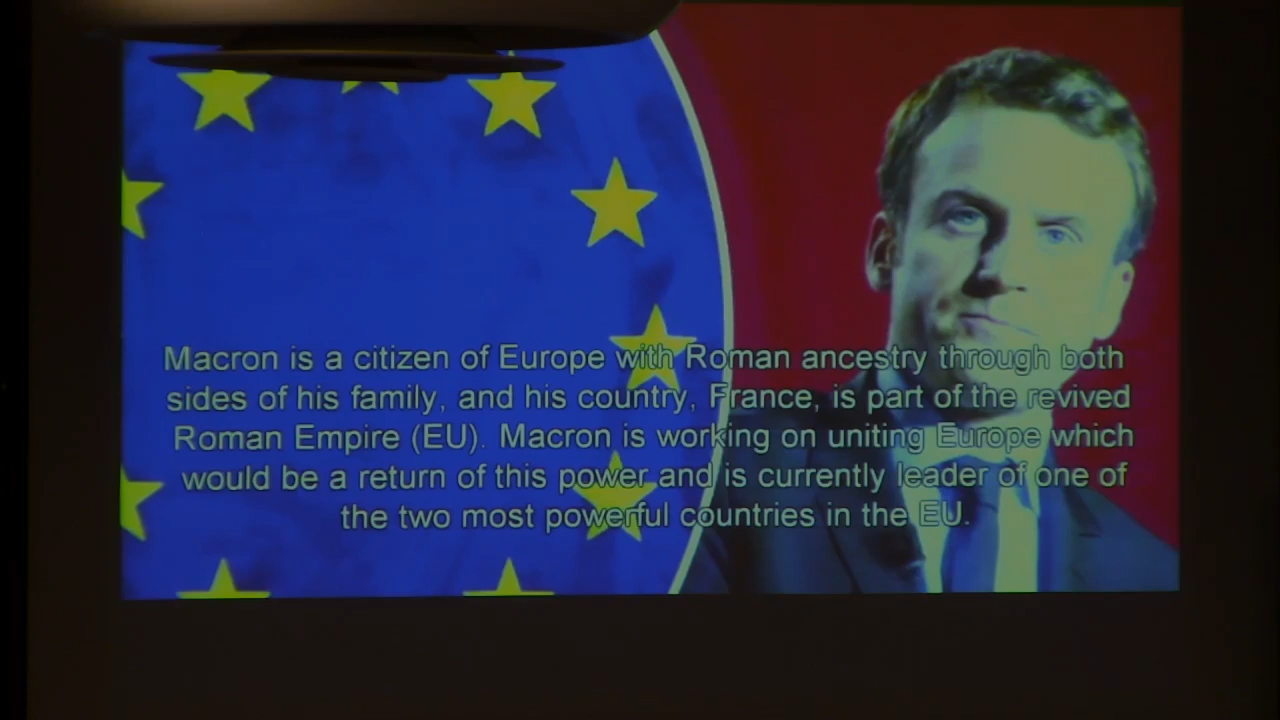 Macron is a citizen of Europe with Roman ancestry through both
sides of his family, and his country, France, is part of the revived
Roman Empire (EU). Macron is working on uniting Europe which
would be a return of this power and is currently leader of one of
the two most powerful countries in the EU.